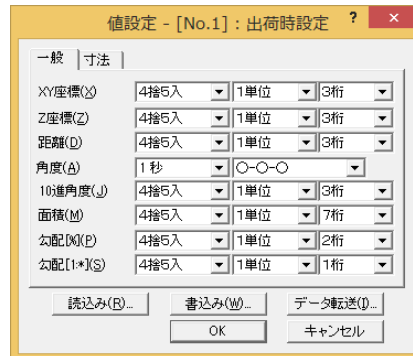 値設定 - [No.1] : 出荷時設定 ? ×
一般 寸法
XY座標(X) 4捨5入 1単位 3桁
Z座標(Z) 4捨5入 1単位 3桁
距離(D) 4捨5入 1単位 3桁
角度(A) 1 秒 〇-〇-〇
10進角度(J) 4捨5入 1単位 3桁
面積(M) 4捨5入 1単位 7桁
勾配[%](P) 4捨5入 1単位 2桁
勾配[1:*](S) 4捨5入 1単位 1桁
読込み(R)... 書込み(W)... データ転送(I)...
OK キャンセル